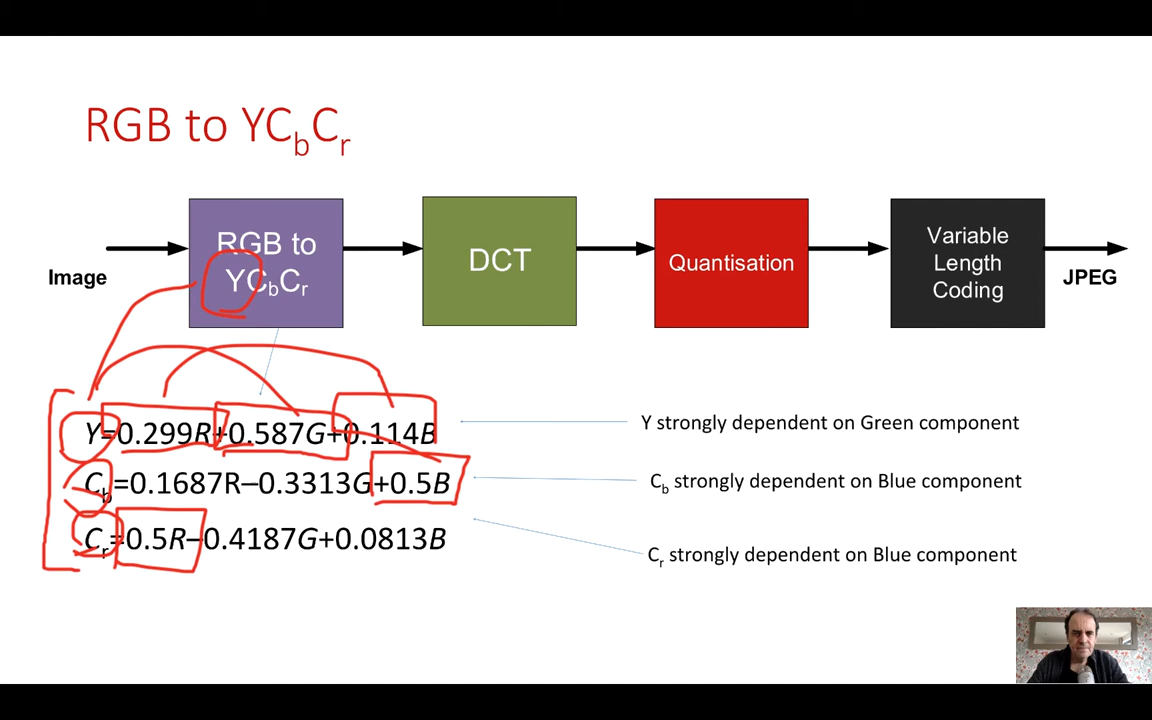 RGB to YCbCr
Image
RGB to
YCbCr
DCT
Quantisation
Variable
Length
Coding
JPEG
Y=0.299R+0.587G+0.114B
Y strongly dependent on Green component
Cb=0.1687R–0.3313G+0.5B
Cb strongly dependent on Blue component
Cr=0.5R–0.4187G+0.0813B
Cr strongly dependent on Blue component